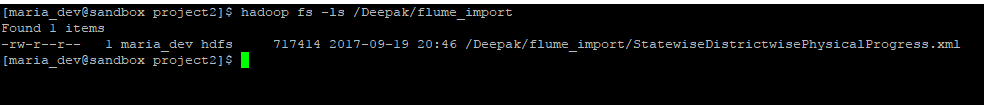 [maria_dev@sandbox project2]$ hadoop fs -ls /Deepak/flume_import
Found 1 items
-rw-r--r--   1 maria_dev hdfs     717414 2017-09-19 20:46 /Deepak/flume_import/StatewiseDistrictwisePhysicalProgress.xml
[maria_dev@sandbox project2]$